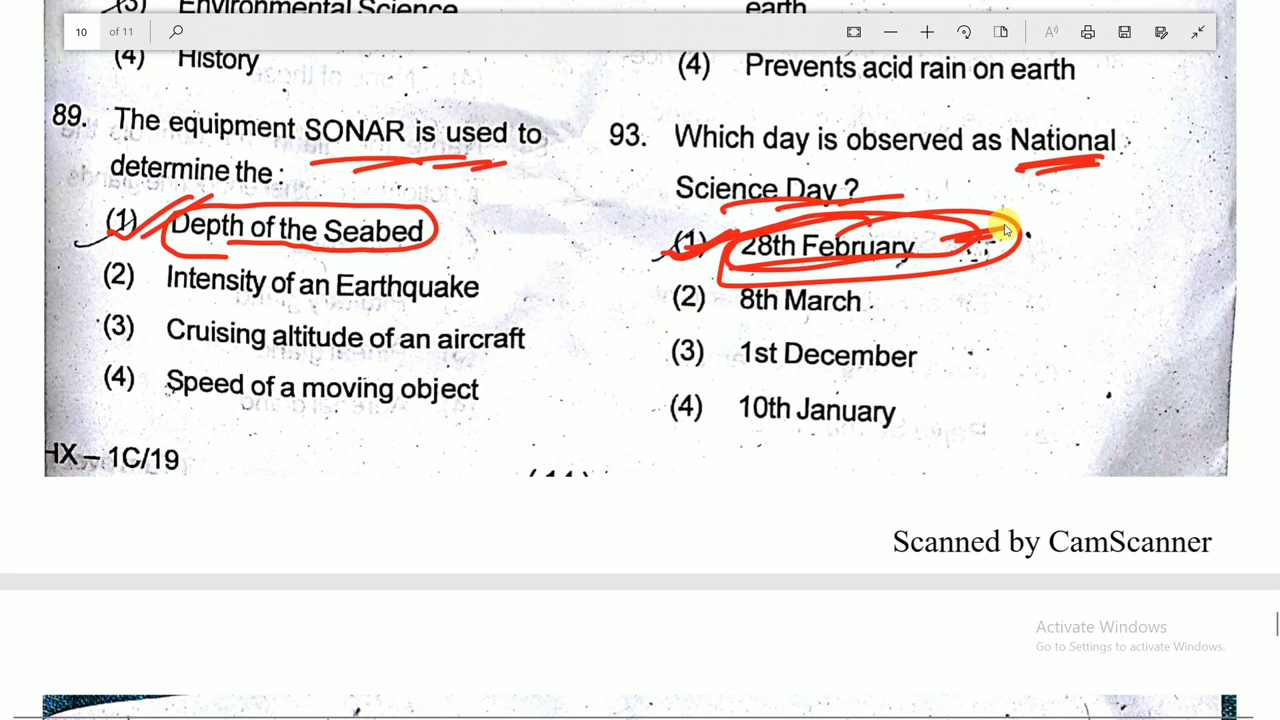 (3) Environmental Science
(4) History
89. The equipment SONAR is used to
determine the :
(1) Depth of the Seabed
(2) Intensity of an Earthquake
(3) Cruising altitude of an aircraft
(4) Speed of a moving object
HX – 1C/19
earth
(4) Prevents acid rain on earth
93. Which day is observed as National
Science Day ?
(1) 28th February
(2) 8th March
(3) 1st December
(4) 10th January
10 of 11
Scanned by CamScanner
Activate Windows
Go to Settings to activate Windows.